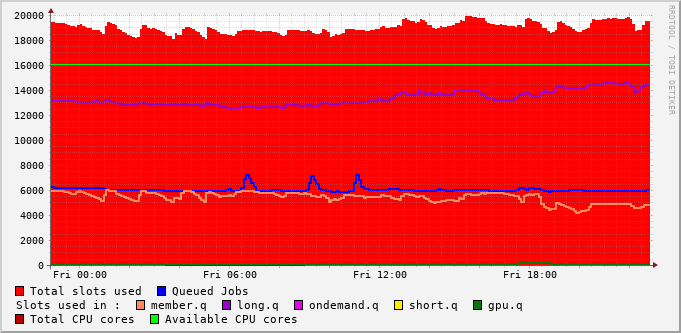 20000
18000
16000
14000
12000
10000
8000
6000
4000
2000
0
Fri 00:00 Fri 06:00 Fri 12:00 Fri 18:00
Total slots used Queued Jobs
Slots used in : member.q long.q ondemand.q short.q gpu.q
Total CPU cores Available CPU cores
RRDTOOL / TOBI OETIKER